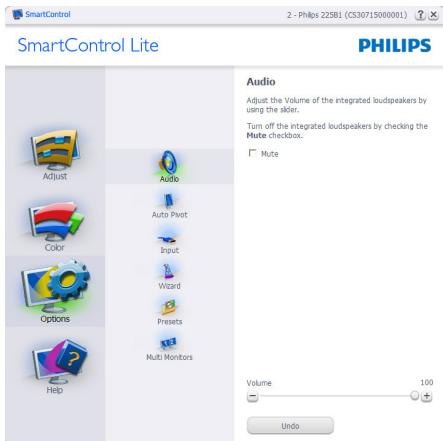 SmartControl
2 - Philips 225B1 (CS30715000001)
SmartControl Lite
PHILIPS
Adjust
Color
Options
Help
Audio
Auto Pivot
Input
Wizard
Presets
Multi Monitors
Audio
Adjust the Volume of the integrated loudspeakers by
using the slider.
Turn off the integrated loudspeakers by checking the
Mute checkbox.
Mute
Volume 100
Undo